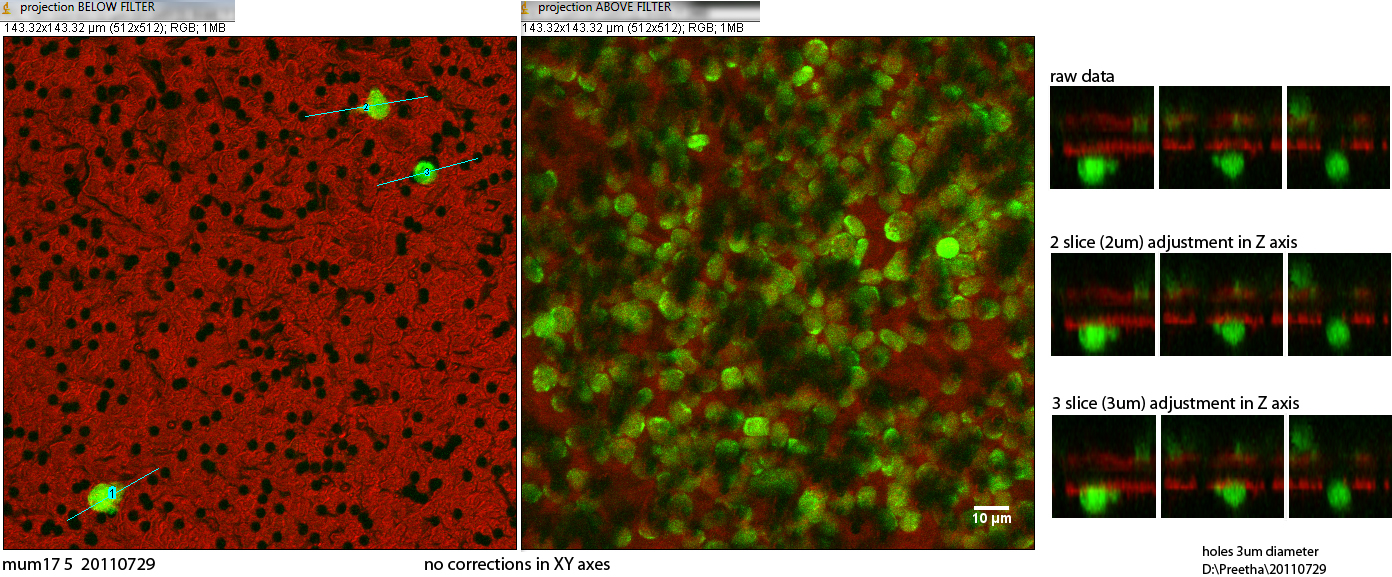 projection BELOW FILTER
143.32x143.32 µm (512x512); RGB; 1MB
projection ABOVE FILTER
143.32x143.32 µm (512x512); RGB; 1MB
raw data
2
3
2 slice (2um) adjustment in Z axis
3 slice (3um) adjustment in Z axis
1
10 µm
mum17 5 20110729
no corrections in XY axes
holes 3um diameter
D:\Preetha\20110729